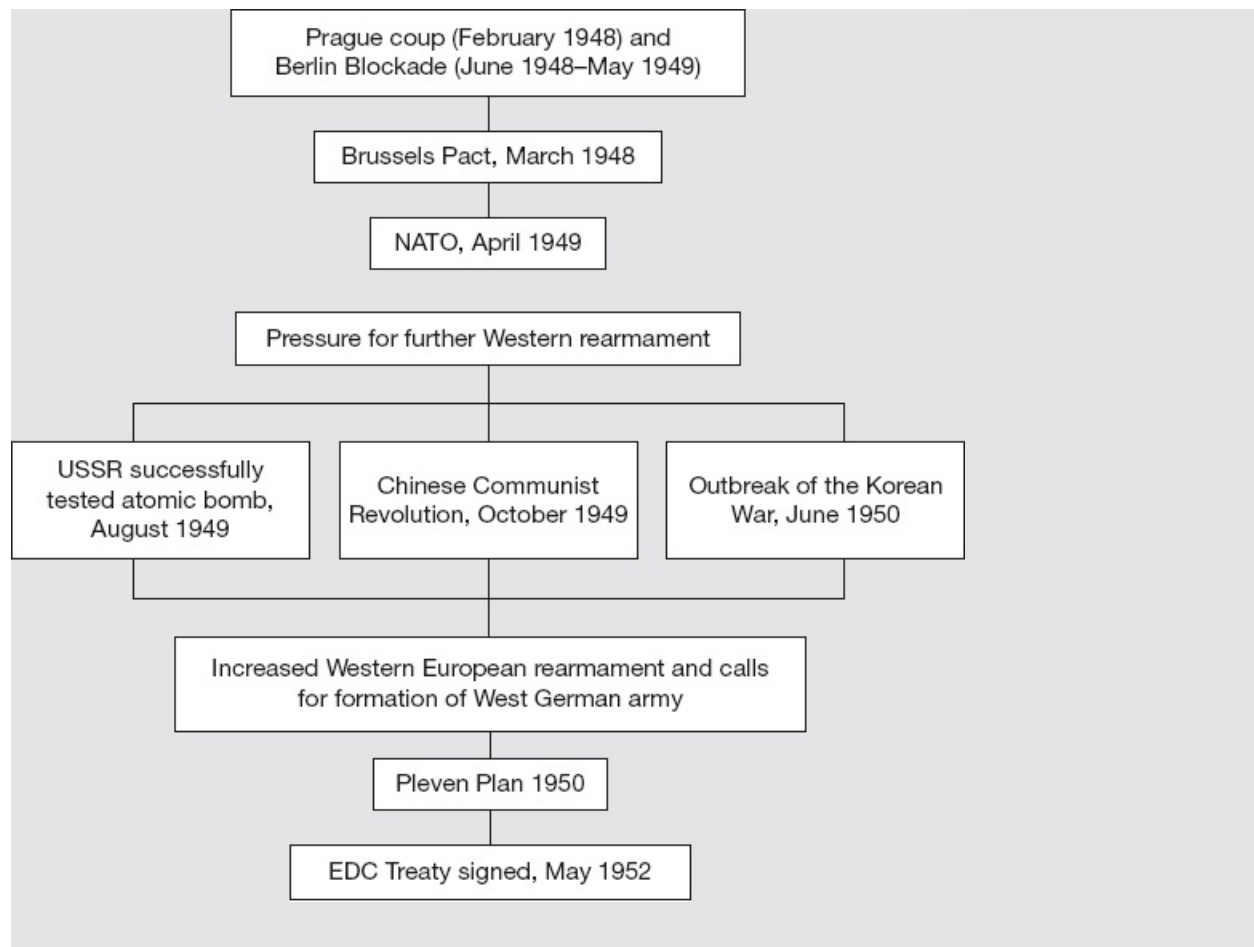 Prague coup (February 1948) and
Berlin Blockade (June 1948–May 1949)
Brussels Pact, March 1948
NATO, April 1949
Pressure for further Western rearmament
USSR successfully
tested atomic bomb,
August 1949
Chinese Communist
Revolution, October 1949
Outbreak of the Korean
War, June 1950
Increased Western European rearmament and calls
for formation of West German army
Pleven Plan 1950
EDC Treaty signed, May 1952